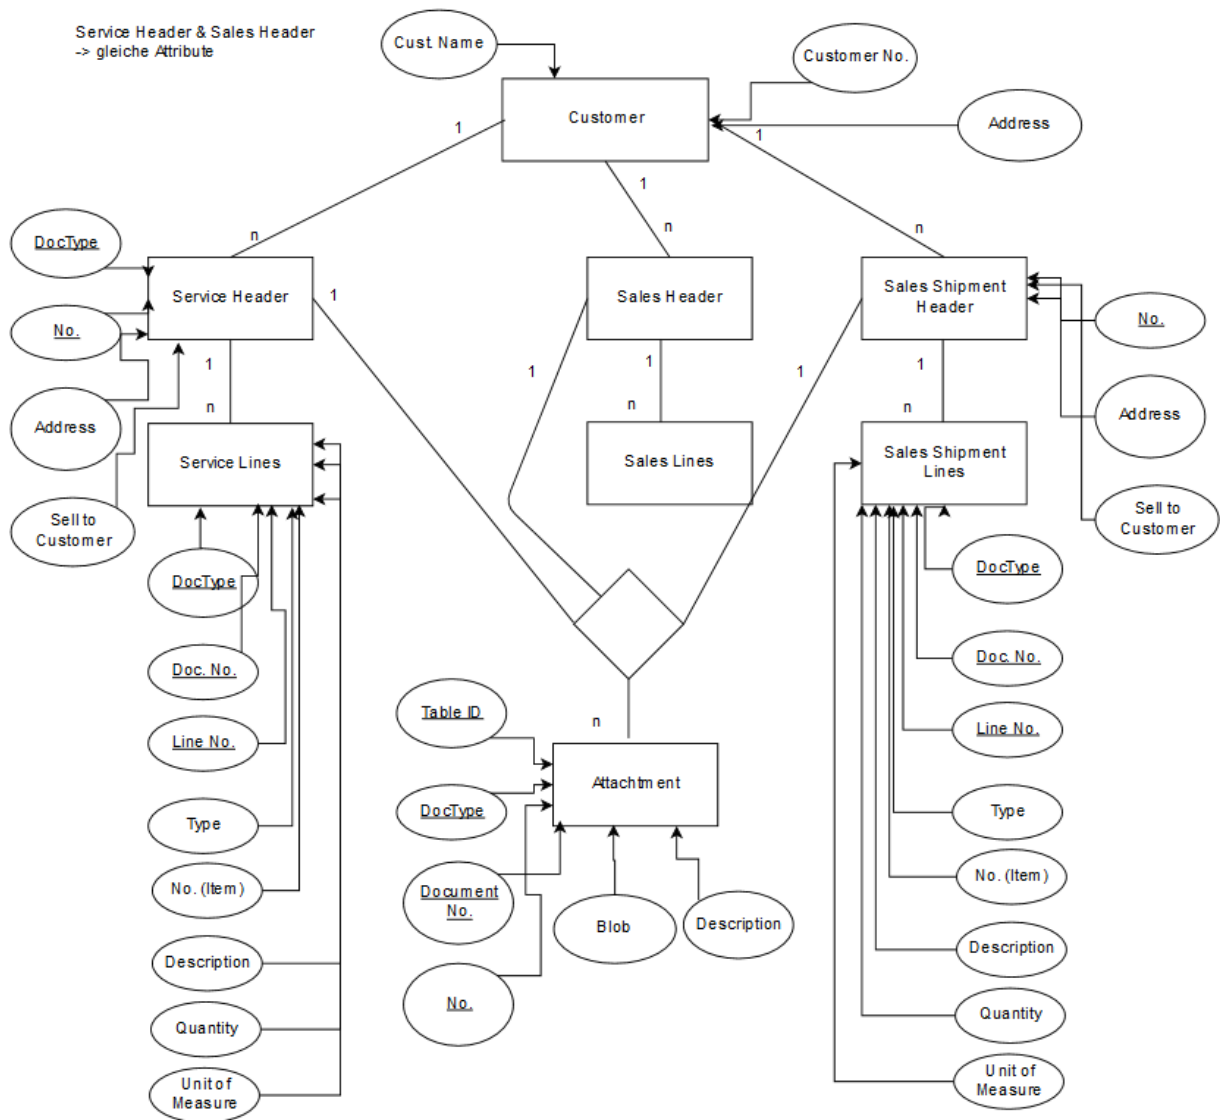 Service Header & Sales Header
-> gleiche Attribute
Cust. Name
Customer No.
Customer
Address
1
1
1
n
n
n
DocType
Service Header
1
Sales Header
Sales Shipment
Header
No.
No.
1
1
1
1
1
n
n
n
Address
Address
Service Lines
Sales Lines
Sales Shipment
Lines
Sell to
Customer
Sell to
Customer
DocType
DocType
Doc. No.
Doc. No.
Line No.
Line No.
Table ID
n
Attachtment
Type
Type
DocType
No. (Item)
No. (Item)
Document
No.
Blob
Description
Description
Description
No.
Quantity
Quantity
Unit of
Measure
Unit of
Measure